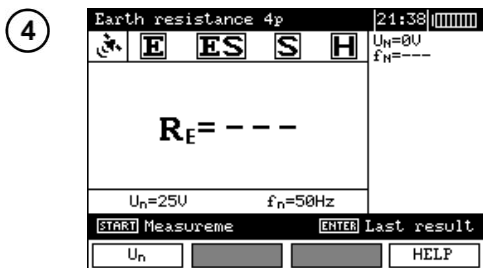 4
Earth resistance 4p 21:38
E ES S H
UN=0V
fN=---
RE= ---
Un=25V fn=50Hz
START Measureme ENTER Last result
Un HELP